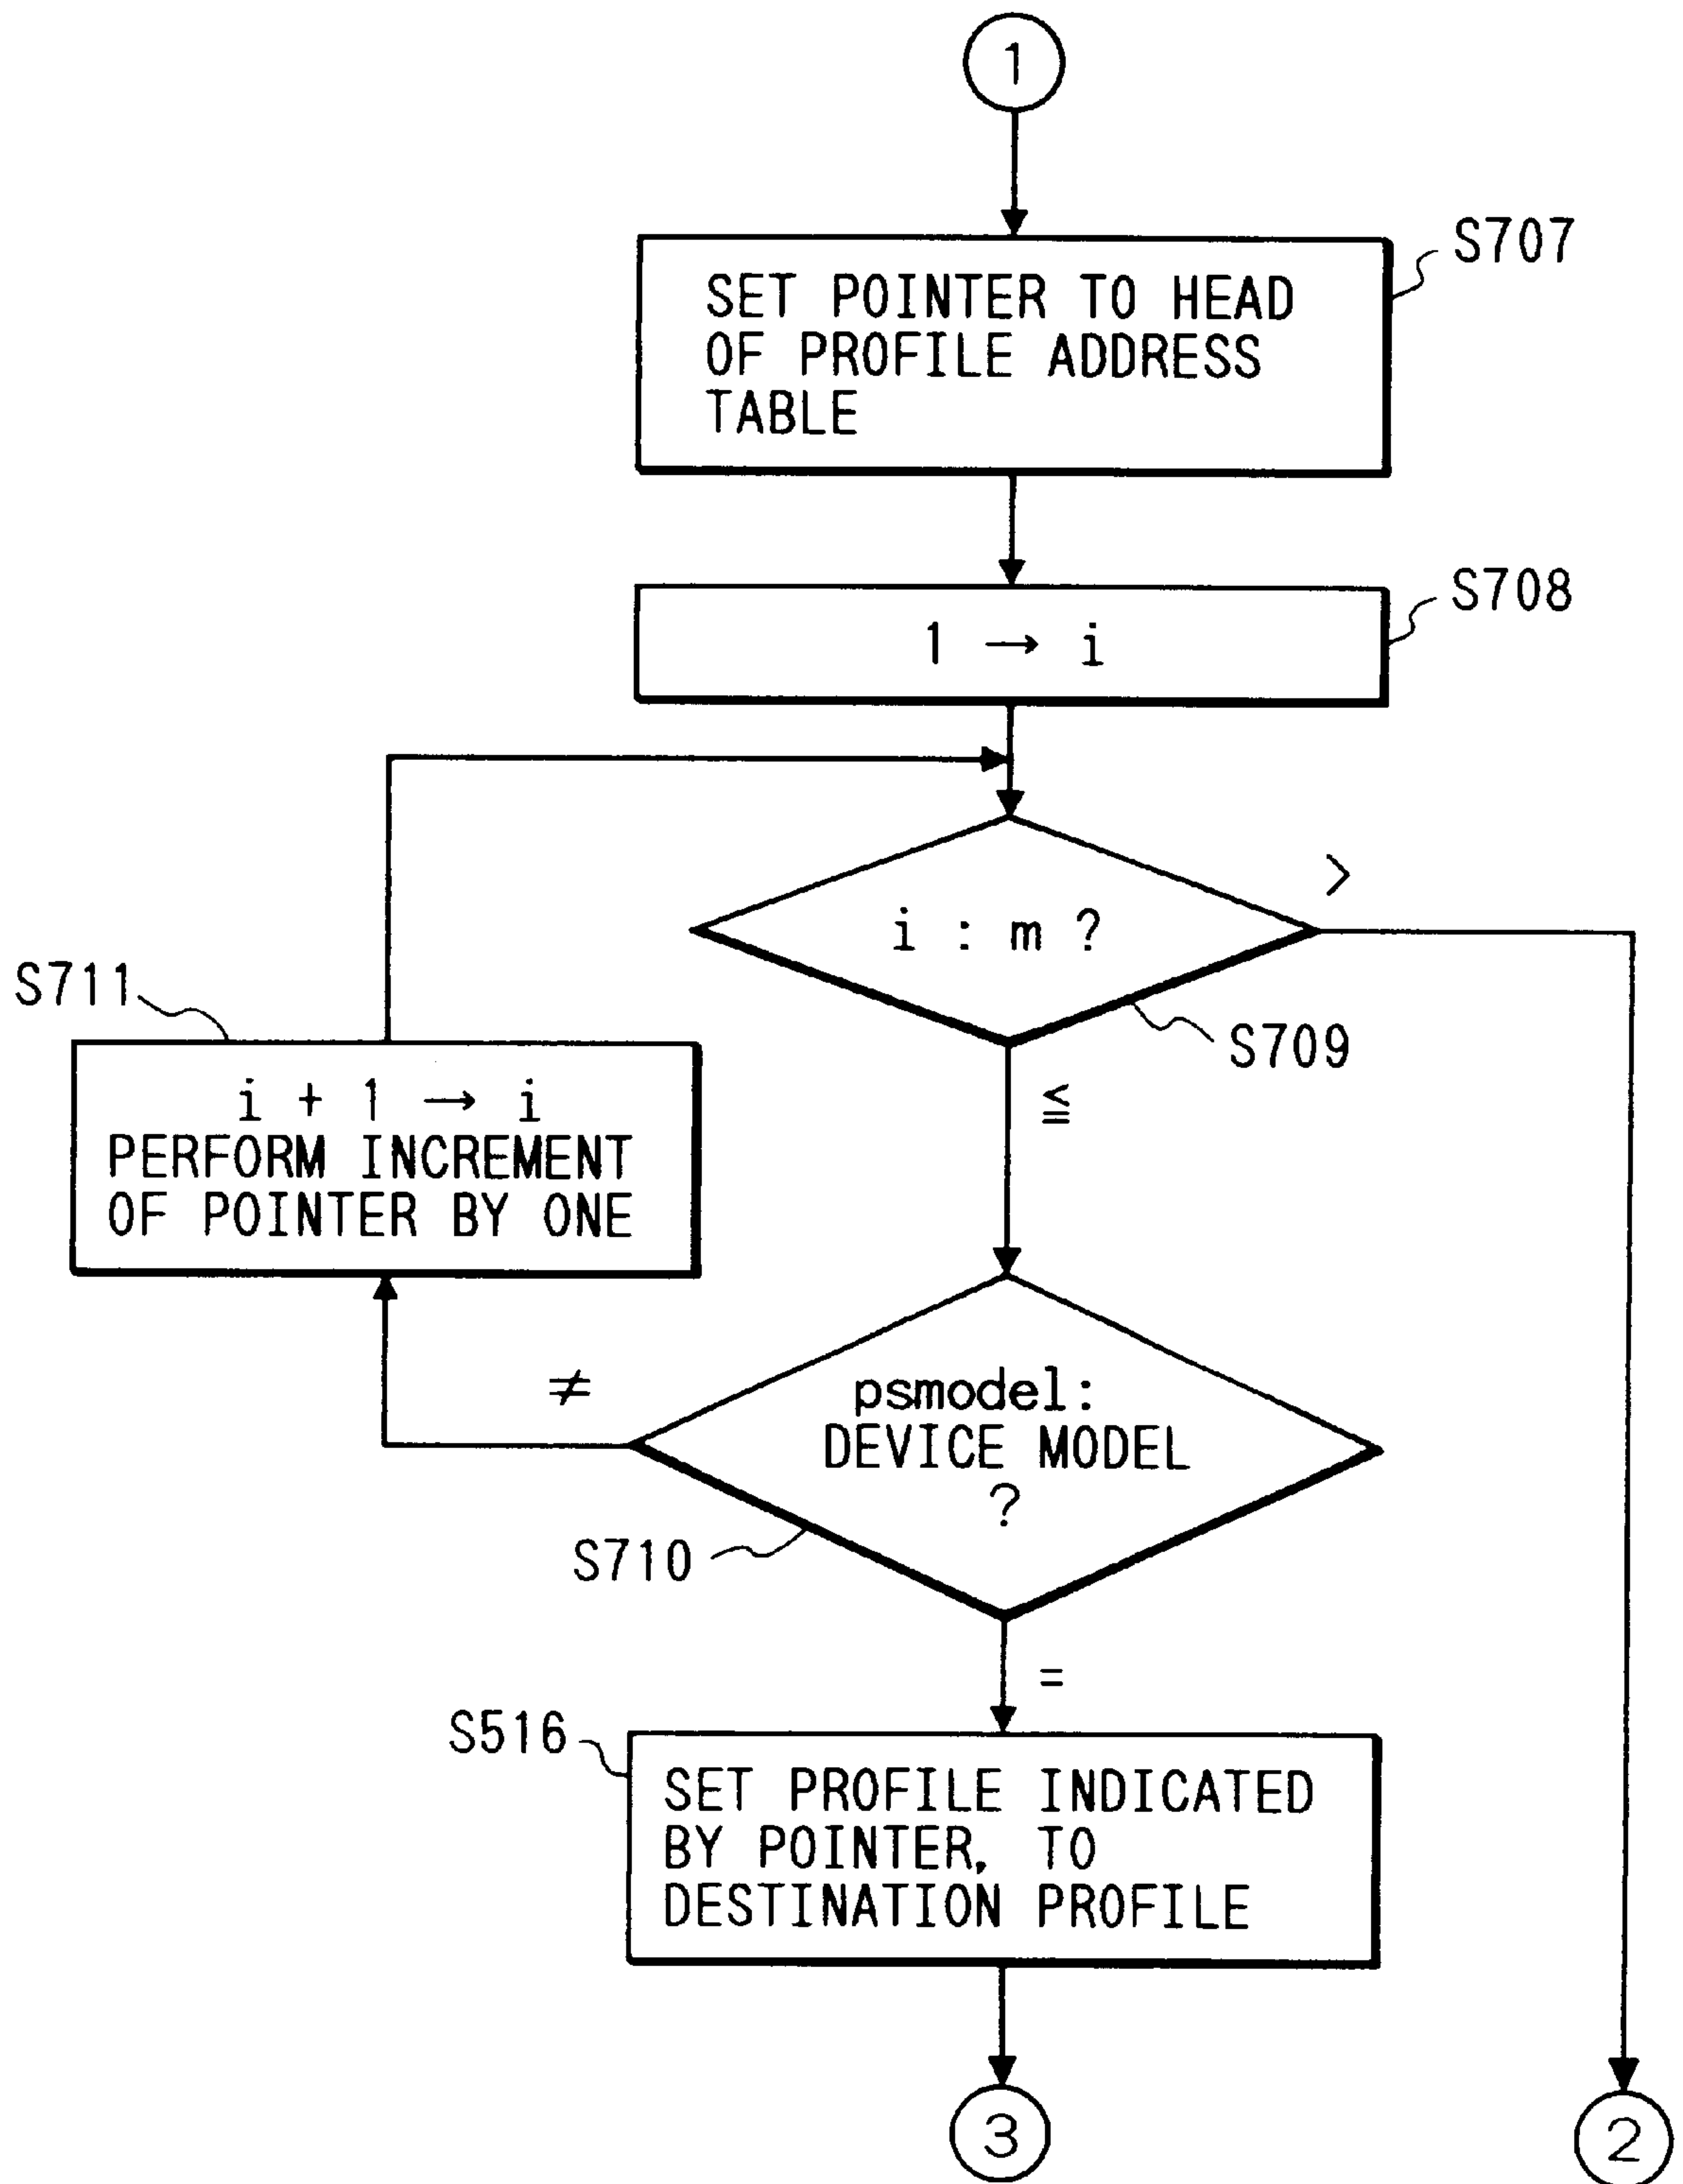 1
S707
SET POINTER TO HEAD
OF PROFILE ADDRESS
TABLE
S708
1 → i
>
i : m ?
S709
S711
i + 1 → i
PERFORM INCREMENT
OF POINTER BY ONE
≦
≠
psmodel:
DEVICE MODEL
?
S710
=
S516
SET PROFILE INDICATED
BY POINTER, TO
DESTINATION PROFILE
3
2